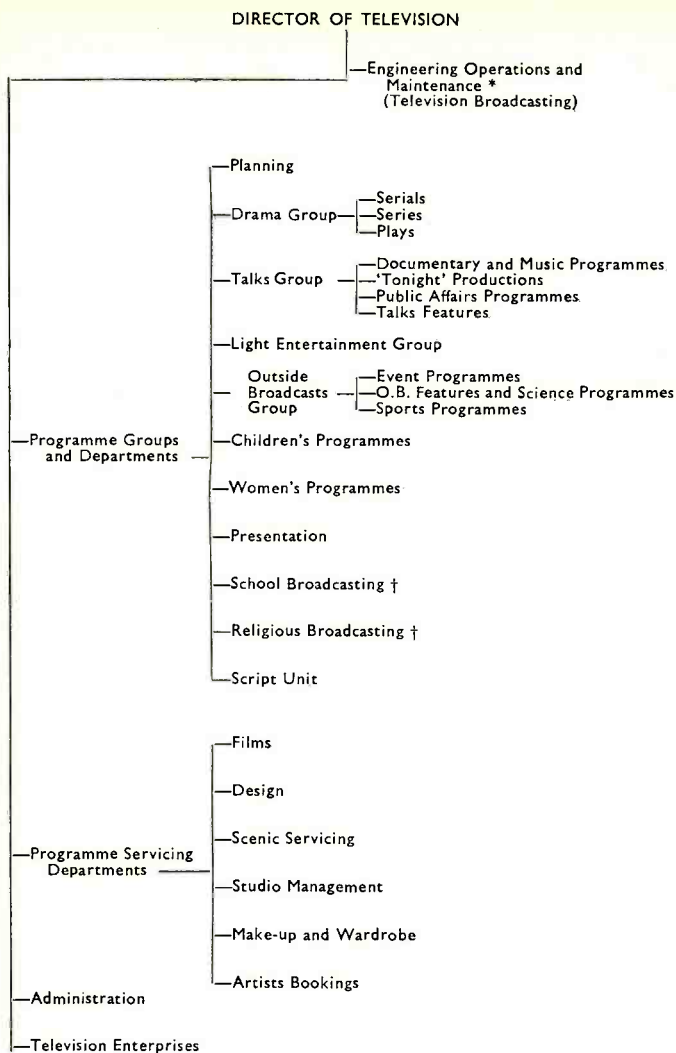 DIRECTOR OF TELEVISION
Engineering Operations and
Maintenance *
(Television Broadcasting)
Planning
Drama Group
Serials
Series
Plays
Talks Group
Documentary and Music Programmes
'Tonight' Productions
Public Affairs Programmes
Talks Features
Light Entertainment Group
Outside
Broadcasts
Group
Event Programmes
O.B. Features and Science Programmes
Sports Programmes
Programme Groups
and Departments
Children's Programmes
Women's Programmes
Presentation
School Broadcasting †
Religious Broadcasting †
Script Unit
Films
Design
Scenic Servicing
Programme Servicing
Departments
Studio Management
Make-up and Wardrobe
Artists Bookings
Administration
Television Enterprises